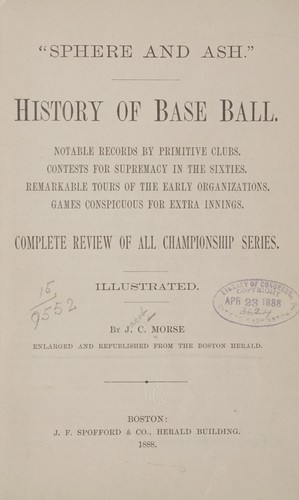 "SPHERE AND ASH."
HISTORY OF BASE BALL.
NOTABLE RECORDS BY PRIMITIVE CLUBS.
CONTESTS FOR SUPREMACY IN THE SIXTIES.
REMARKABLE TOURS OF THE EARLY ORGANIZATIONS.
GAMES CONSPICUOUS FOR EXTRA INNINGS.
COMPLETE REVIEW OF ALL CHAMPIONSHIP SERIES.
ILLUSTRATED.
15/9552
LIBRARY OF CONGRESS
COPYRIGHT
APR 23 1888
BY J. C. MORSE
ENLARGED AND REPUBLISHED FROM THE BOSTON HERALD.
BOSTON:
J. F. SPOFFORD & CO., HERALD BUILDING.
1888.